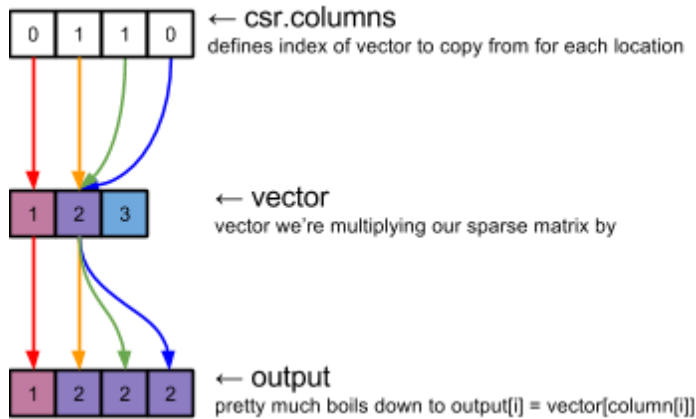 0 1 1 0
← csr.columns
defines index of vector to copy from for each location
1 2 3
← vector
vector we're multiplying our sparse matrix by
1 2 2 2
← output
pretty much boils down to output[i] = vector[column[i]]